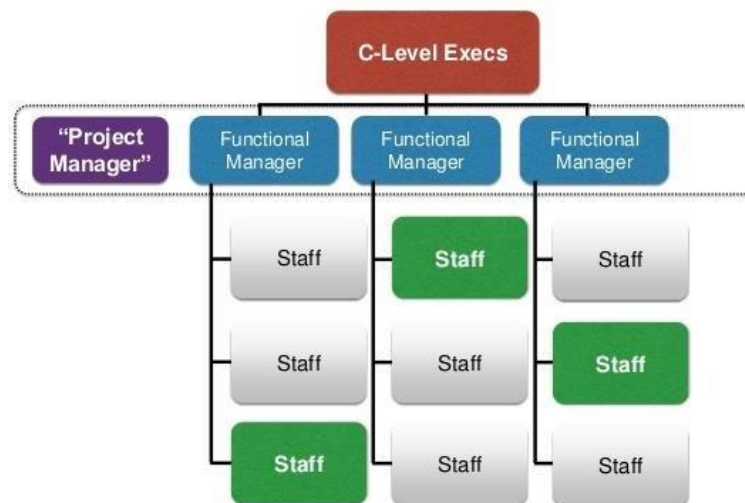 C-Level Execs
“Project
Manager”
Functional
Manager
Functional
Manager
Functional
Manager
Staff
Staff
Staff
Staff
Staff
Staff
Staff
Staff
Staff